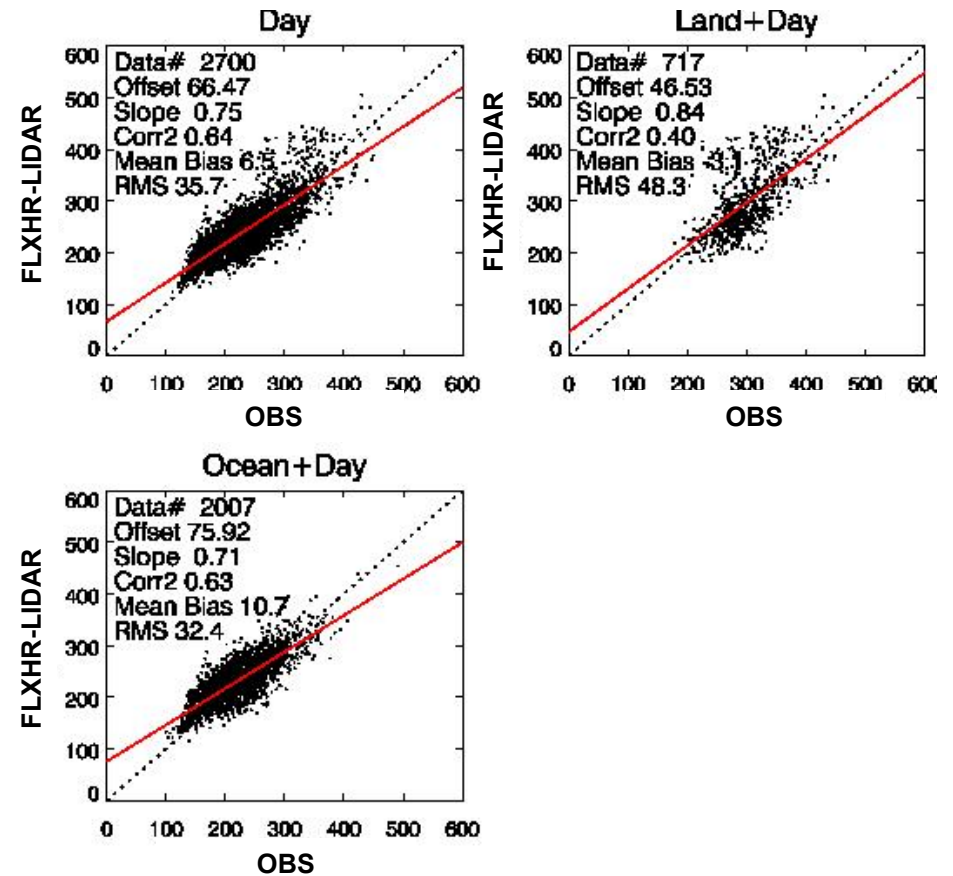 Day
600
500
400
300
200
100
0
Data# 2700
Offset 66.47
Slope 0.75
Corr2 0.64
Mean Bias 6.5
RMS 35.7
FLXHR-LIDAR
0 100 200 300 400 500 600
OBS
Land+Day
600
500
400
300
200
100
0
Data# 717
Offset 46.53
Slope 0.84
Corr2 0.40
Mean Bias -3.1
RMS 48.3
FLXHR-LIDAR
0 100 200 300 400 500 600
OBS
Ocean+Day
600
500
400
300
200
100
0
Data# 2007
Offset 75.92
Slope 0.71
Corr2 0.63
Mean Bias 10.7
RMS 32.4
FLXHR-LIDAR
0 100 200 300 400 500 600
OBS